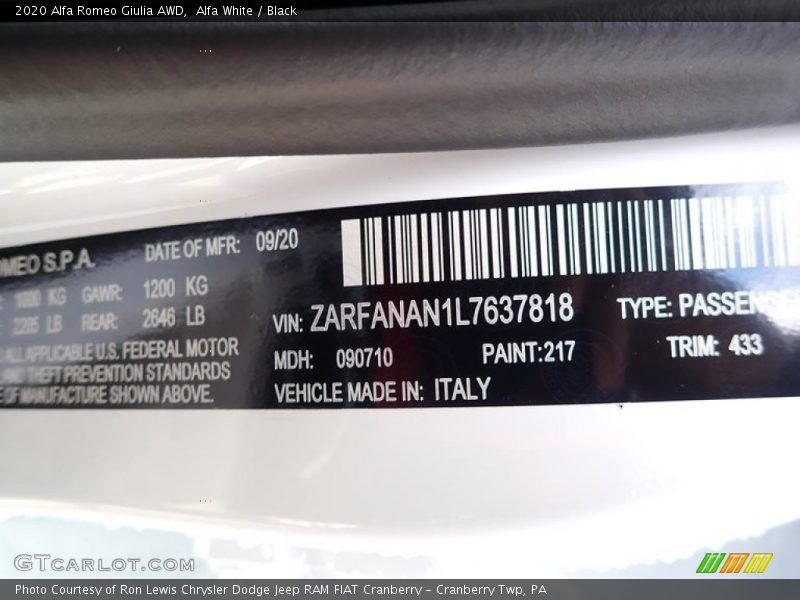 2020 Alfa Romeo Giulia AWD,  Alfa White / Black
OMEO S.P.A. DATE OF MFR: 09/20
KG GAWR: 1200 KG
LB REAR: 2646 LB
VIN: ZARFANAN1L7637818 TYPE: PASSENGE
ALL APPLICABLE U.S. FEDERAL MOTOR
MDH: 090710 PAINT:217 TRIM: 433
AND THEFT PREVENTION STANDARDS
OF MANUFACTURE SHOWN ABOVE.
VEHICLE MADE IN: ITALY
GTCARLOT.COM
Photo Courtesy of Ron Lewis Chrysler Dodge Jeep RAM FIAT Cranberry - Cranberry Twp, PA